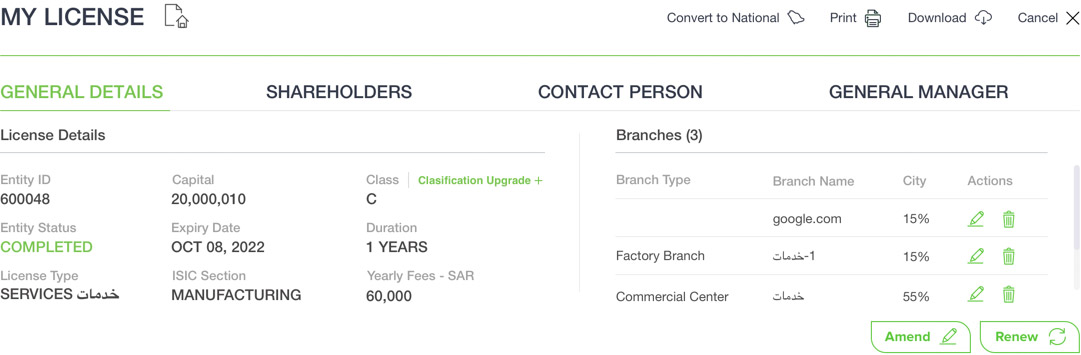 MY LICENSE
Convert to National Print Download Cancel
GENERAL DETAILS SHAREHOLDERS CONTACT PERSON GENERAL MANAGER
License Details
Entity ID Capital Class Clasification Upgrade +
600048 20,000,010 C
Entity Status Expiry Date Duration
COMPLETED OCT 08, 2022 1 YEARS
License Type ISIC Section Yearly Fees - SAR
SERVICES خدمات MANUFACTURING 60,000
Branches (3)
Branch Type Branch Name City Actions
google.com 15%
Factory Branch خدمات-1 15%
Commercial Center خدمات 55%
Amend Renew